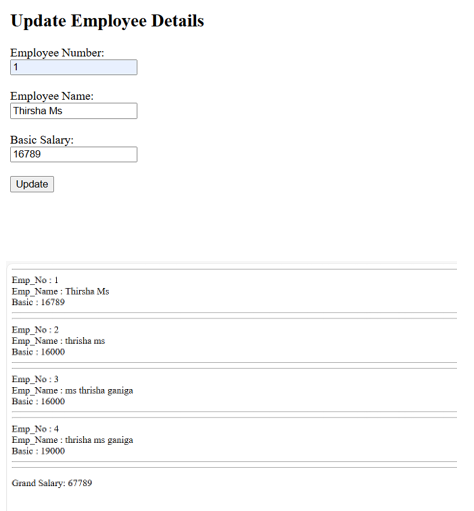 Update Employee Details
Employee Number:
1
Employee Name:
Thirsha Ms
Basic Salary:
16789
Update
Emp_No : 1
Emp_Name : Thirsha Ms
Basic : 16789
Emp_No : 2
Emp_Name : thrisha ms
Basic : 16000
Emp_No : 3
Emp_Name : ms thrisha ganiga
Basic : 16000
Emp_No : 4
Emp_Name : thrisha ms ganiga
Basic : 19000
Grand Salary: 67789